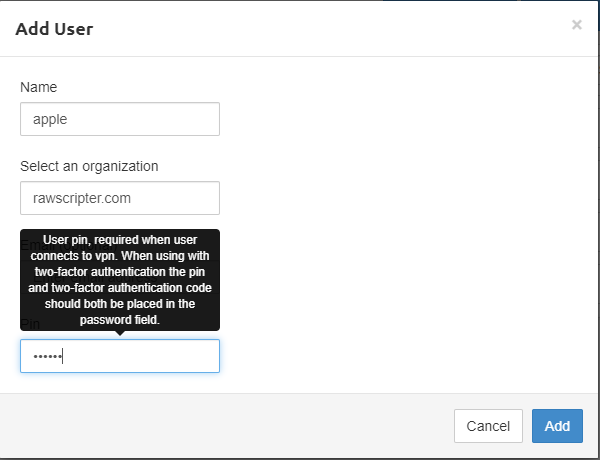 Add User
×
Name
apple
Select an organization
rawscripter.com
User pin, required when user
connects to vpn. When using with
two-factor authentication the pin
and two-factor authentication code
should both be placed in the
password field.
••••••
Cancel
Add